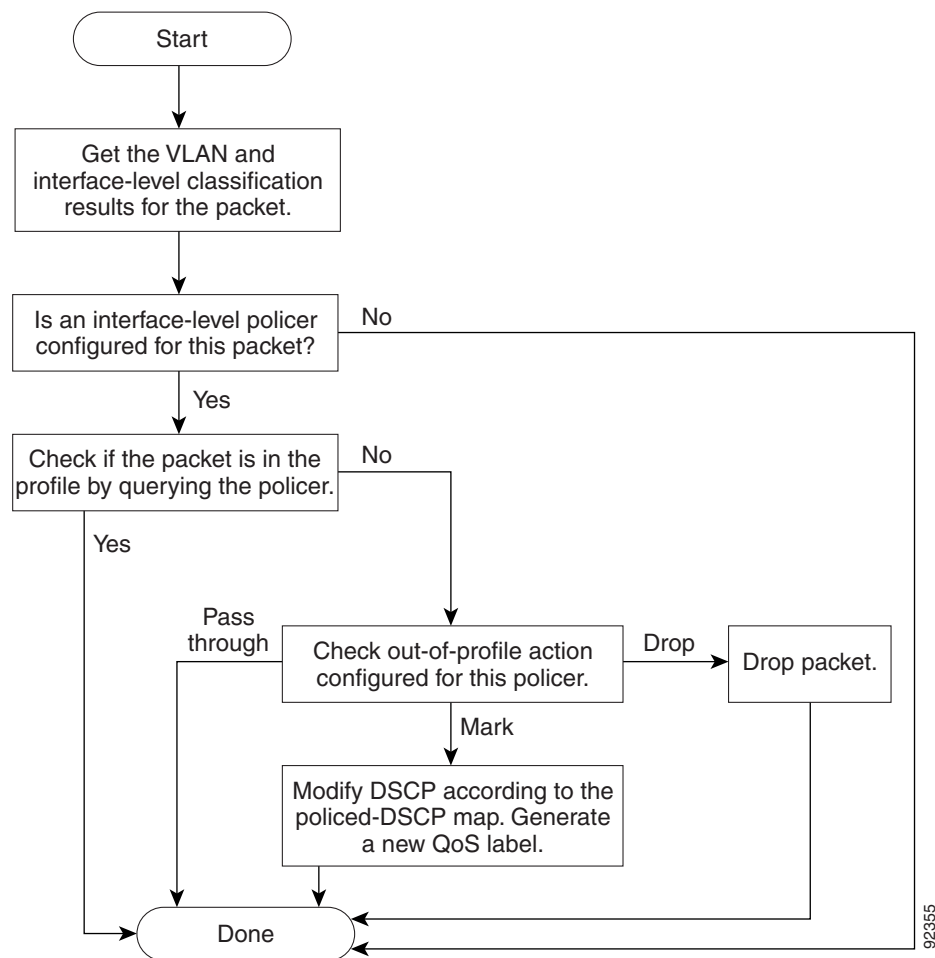 Start
Get the VLAN and
interface-level classification
results for the packet.
Is an interface-level policer
configured for this packet?
No
Yes
Check if the packet is in the
profile by querying the policer.
No
Yes
Pass
through
Check out-of-profile action
configured for this policer.
Drop
Drop packet.
Mark
Modify DSCP according to the
policed-DSCP map. Generate
a new QoS label.
Done
92355